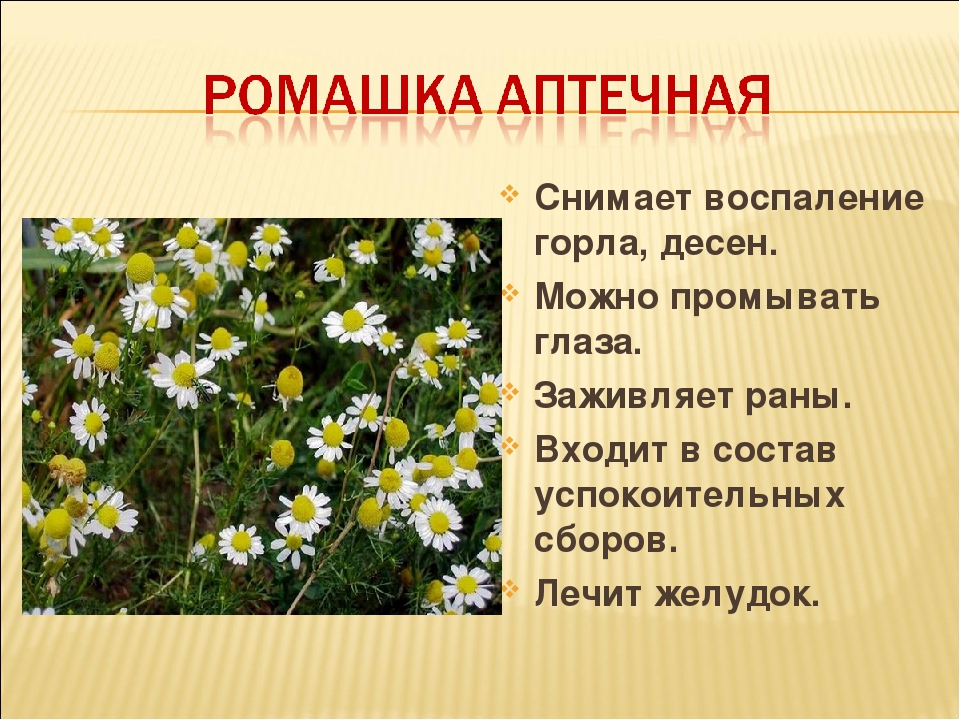 РОМАШКА АПТЕЧНАЯ
Снимает воспаление
горла, десен.
Можно промывать
глаза.
Заживляет раны.
Входит в состав
успокоительных
сборов.
Лечит желудок.